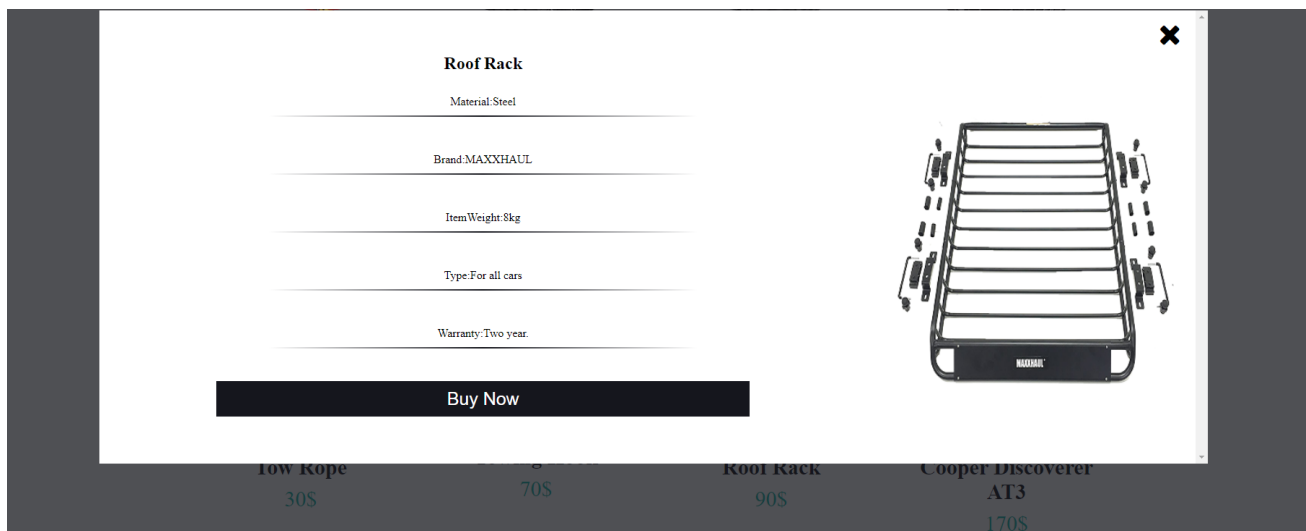 Roof Rack
Material:Steel
Brand:MAXXHAUL
ItemWeight:8kg
Type:For all cars
Warranty:Two year.
Buy Now
MAXXHAUL
Tow Rope
30$
70$
Roof Rack
90$
Cooper Discoverer
AT3
170$